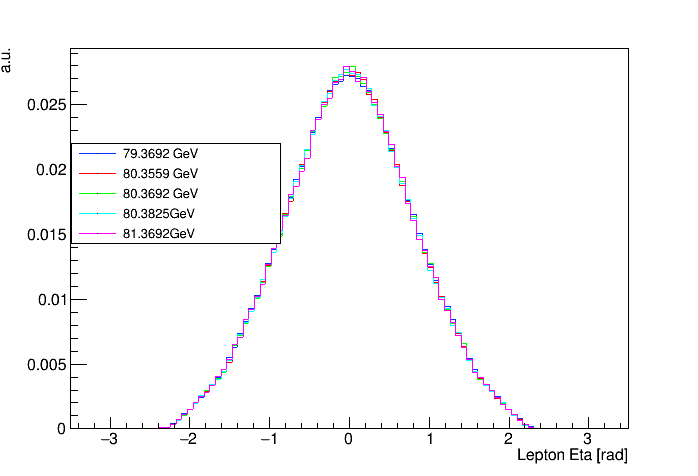 a.u.
0.025
0.02
0.015
0.01
0.005
0
79.3692 GeV
80.3559 GeV
80.3692 GeV
80.3825GeV
81.3692GeV
−3 −2 −1 0 1 2 3
Lepton Eta [rad]